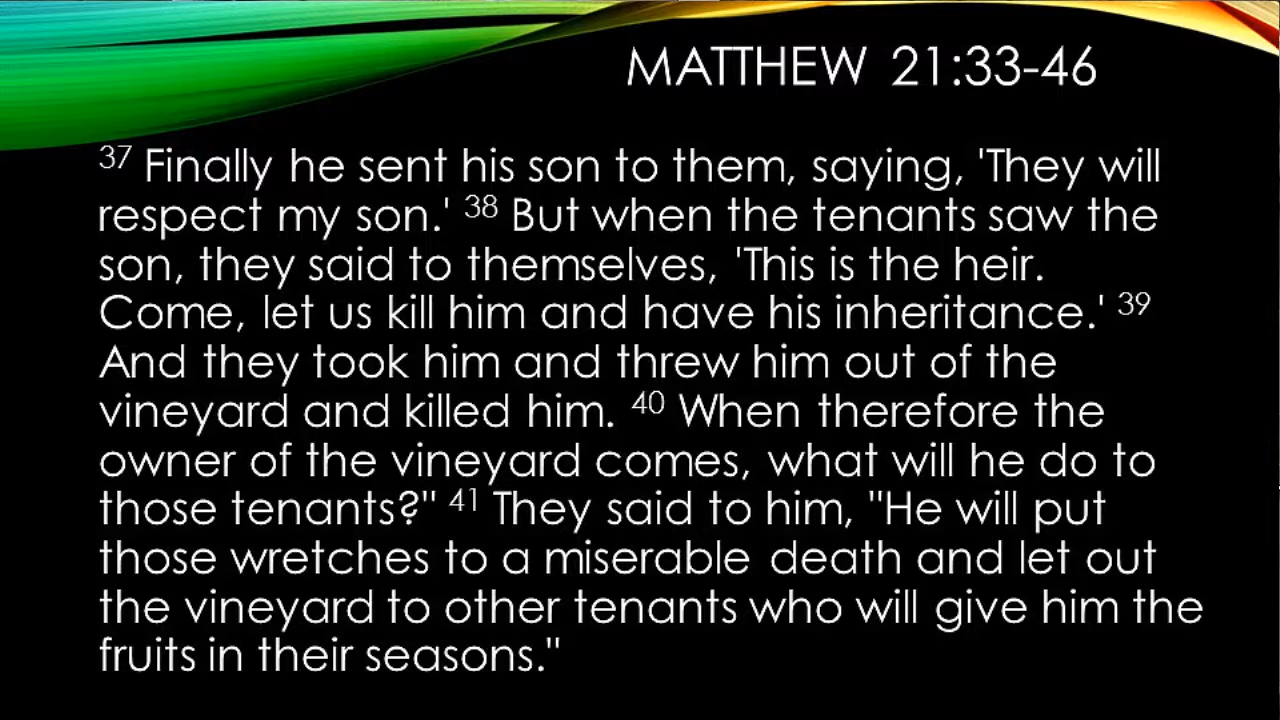 MATTHEW 21:33-46
37 Finally he sent his son to them, saying, 'They will
respect my son.' 38 But when the tenants saw the
son, they said to themselves, 'This is the heir.
Come, let us kill him and have his inheritance.' 39
And they took him and threw him out of the
vineyard and killed him. 40 When therefore the
owner of the vineyard comes, what will he do to
those tenants?" 41 They said to him, "He will put
those wretches to a miserable death and let out
the vineyard to other tenants who will give him the
fruits in their seasons."